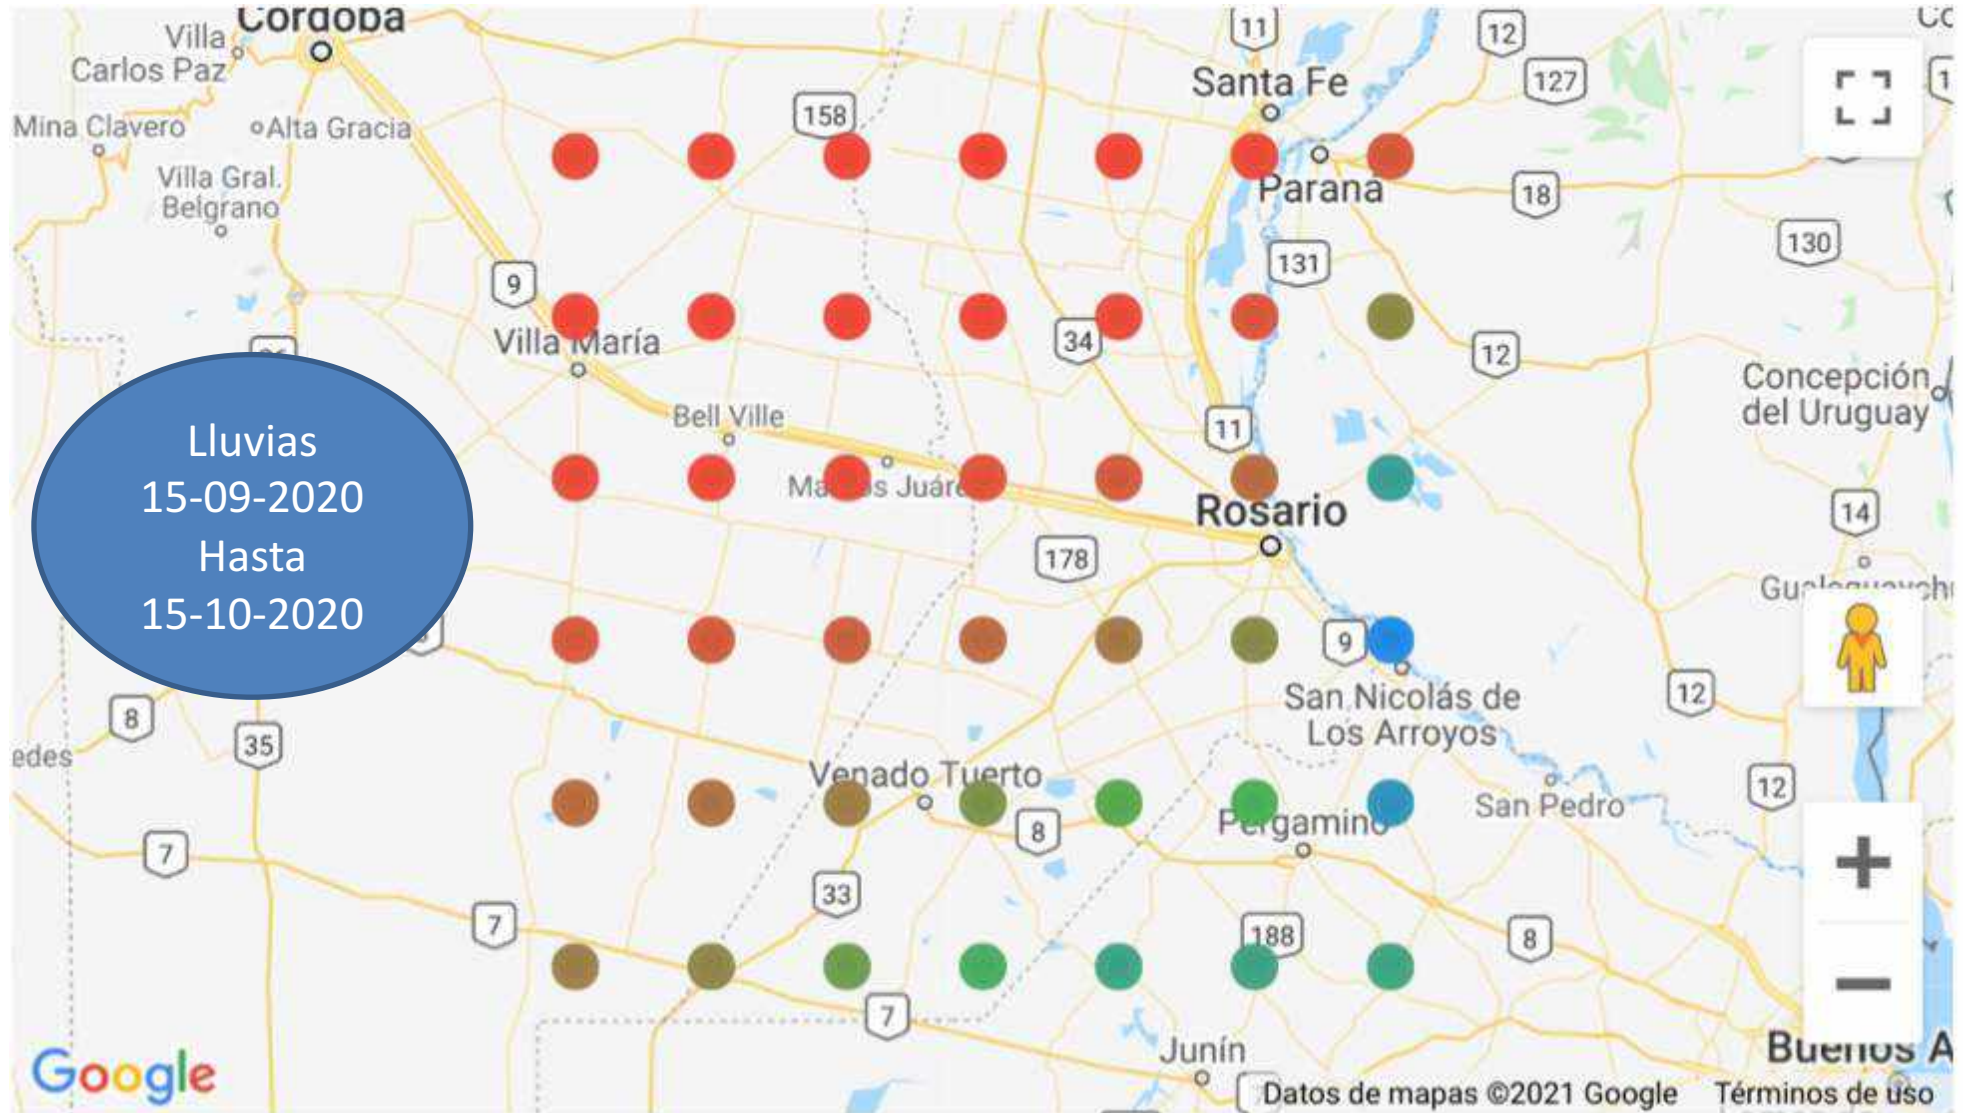 Córdoba
Villa
Carlos Paz
Mina Clavero
Alta Gracia
Villa Gral.
Belgrano
158
11
12
127
Santa Fe
Paraná
18
130
131
9
Villa María
34
12
Concepción
del Uruguay
Bell Ville
11
Lluvias
15-09-2020
Hasta
15-10-2020
Rosario
14
178
9
San Nicolás de
Los Arroyos
12
8
35
Venado Tuerto
8
Pergamino
San Pedro
12
7
33
7
188
8
7
Junín
Buenos A
Google
Datos de mapas ©2021 Google
Términos de uso